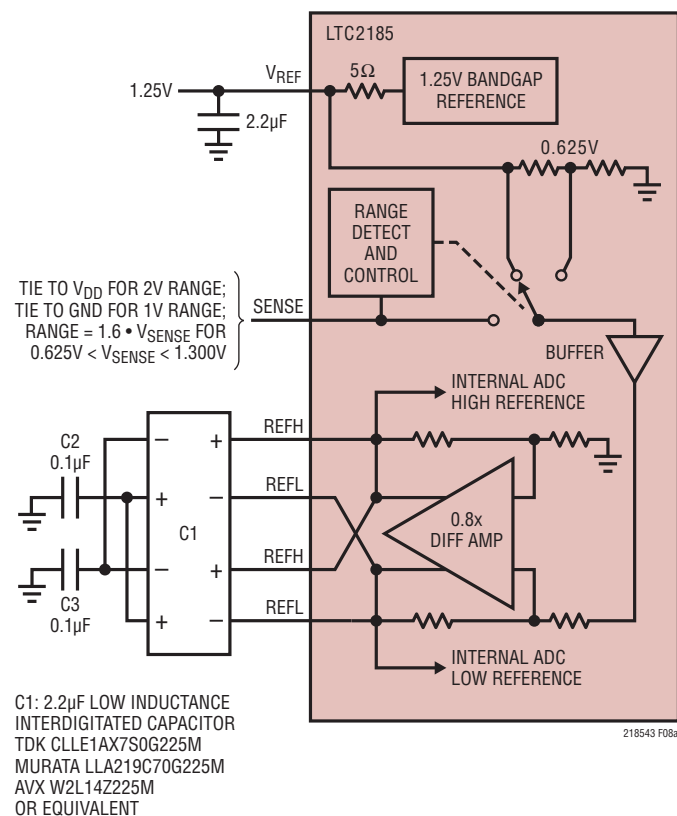 LTC2185
VREF
5Ω
1.25V BANDGAP
REFERENCE
1.25V
2.2µF
0.625V
RANGE
DETECT
AND
CONTROL
TIE TO VDD FOR 2V RANGE;
TIE TO GND FOR 1V RANGE;
RANGE = 1.6 • VSENSE FOR
0.625V < VSENSE < 1.300V
SENSE
BUFFER
INTERNAL ADC
HIGH REFERENCE
REFH
REFL
REFH
REFL
C2
0.1µF
C3
0.1µF
C1
–
+
–
+
+
–
+
–
0.8x
DIFF AMP
INTERNAL ADC
LOW REFERENCE
C1: 2.2µF LOW INDUCTANCE
INTERDIGITATED CAPACITOR
TDK CLLE1AX7S0G225M
MURATA LLA219C70G225M
AVX W2L14Z225M
OR EQUIVALENT
218543 F08a